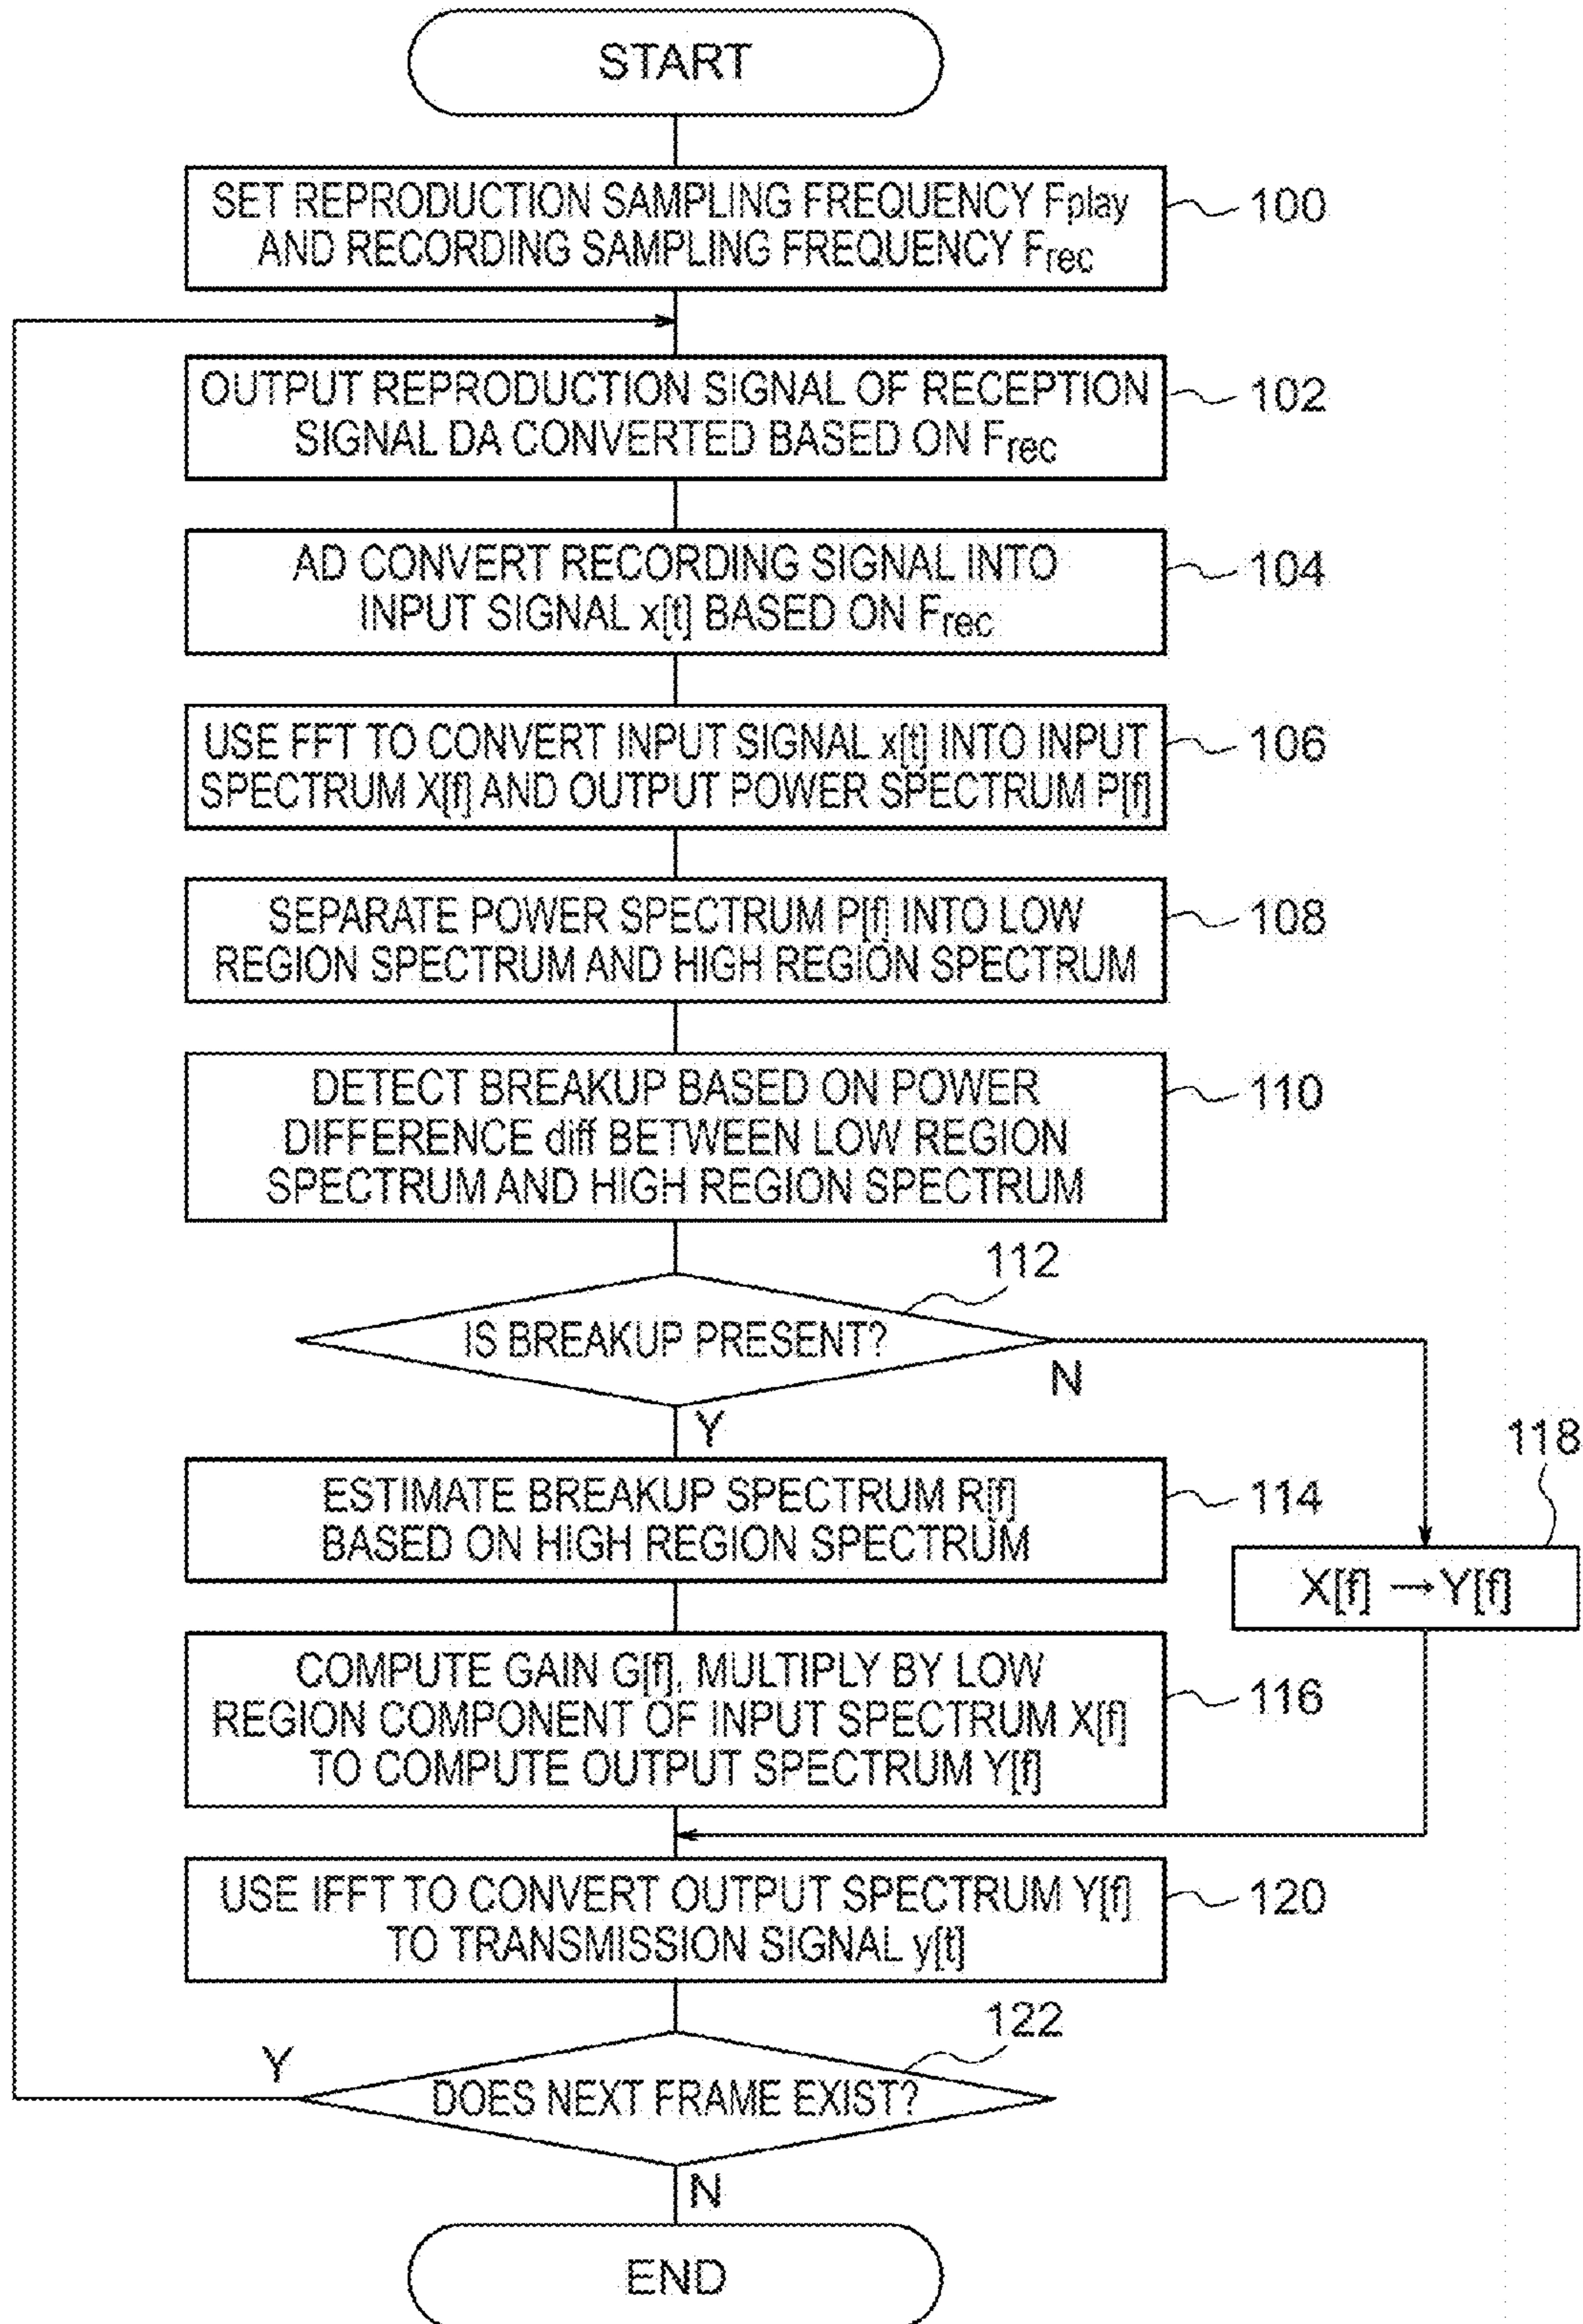 START
SET REPRODUCTION SAMPLING FREQUENCY Fplay
AND RECORDING SAMPLING FREQUENCY Frec
100
OUTPUT REPRODUCTION SIGNAL OF RECEPTION
SIGNAL DA CONVERTED BASED ON Frec
102
AD CONVERT RECORDING SIGNAL INTO
INPUT SIGNAL x[t] BASED ON Frec
104
USE FFT TO CONVERT INPUT SIGNAL x[t] INTO INPUT
SPECTRUM X[f] AND OUTPUT POWER SPECTRUM P[f]
106
SEPARATE POWER SPECTRUM P[f] INTO LOW
REGION SPECTRUM AND HIGH REGION SPECTRUM
108
DETECT BREAKUP BASED ON POWER
DIFFERENCE diff BETWEEN LOW REGION
SPECTRUM AND HIGH REGION SPECTRUM
110
112
IS BREAKUP PRESENT?
N
Y
ESTIMATE BREAKUP SPECTRUM R[f]
BASED ON HIGH REGION SPECTRUM
114
118
X[f] → Y[f]
COMPUTE GAIN G[f], MULTIPLY BY LOW
REGION COMPONENT OF INPUT SPECTRUM X[f]
TO COMPUTE OUTPUT SPECTRUM Y[f]
116
USE IFFT TO CONVERT OUTPUT SPECTRUM Y[f]
TO TRANSMISSION SIGNAL y[t]
120
122
Y
DOES NEXT FRAME EXIST?
N
END